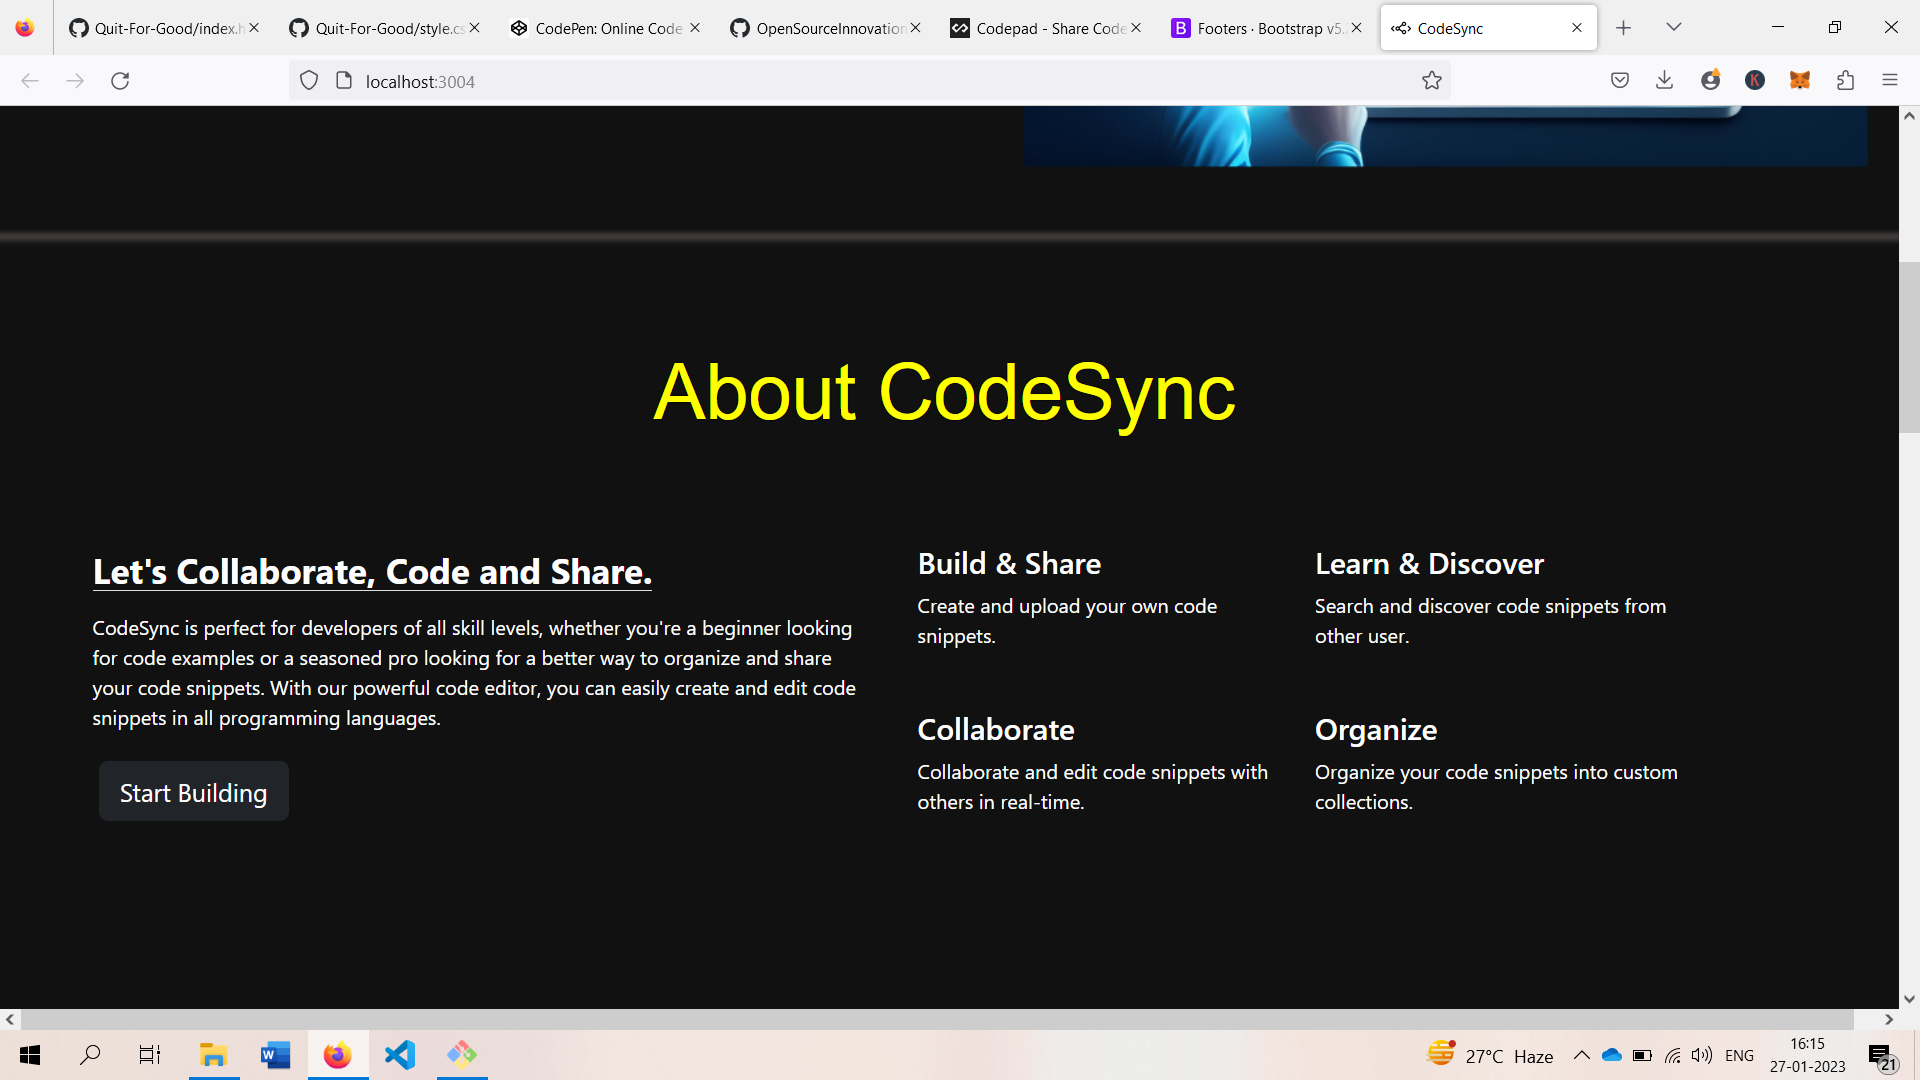 Quit-For-Good/index.h
Quit-For-Good/style.cs
CodePen: Online Code
OpenSourceInnovation
Codepad - Share Code
Footers · Bootstrap v5.
CodeSync
localhost:3004
About CodeSync
Let's Collaborate, Code and Share.
CodeSync is perfect for developers of all skill levels, whether you're a beginner looking
for code examples or a seasoned pro looking for a better way to organize and share
your code snippets. With our powerful code editor, you can easily create and edit code
snippets in all programming languages.
Start Building
Build & Share
Create and upload your own code
snippets.
Learn & Discover
Search and discover code snippets from
other user.
Collaborate
Collaborate and edit code snippets with
others in real-time.
Organize
Organize your code snippets into custom
collections.
27°C Haze
ENG
16:15
27-01-2023
21